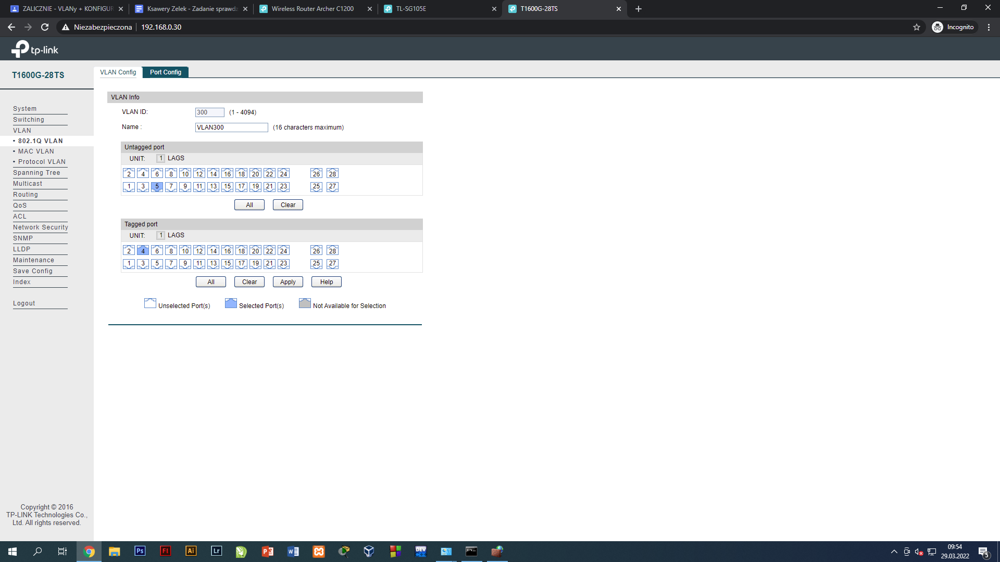 ZALICZNIE - VLANy + KONFIGUR
Ksawery Zelek - Zadanie sprawdz
Wireless Router Archer C1200
TL-SG105E
T1600G-28TS
Niezabezpieczona
192.168.0.30
Incognito
tp-link
T1600G-28TS
VLAN Config
Port Config
System
Switching
VLAN
• 802.1Q VLAN
• MAC VLAN
• Protocol VLAN
Spanning Tree
Multicast
Routing
QoS
ACL
Network Security
SNMP
LLDP
Maintenance
Save Config
Index
Logout
VLAN Info
VLAN ID: 300 (1 - 4094)
Name : VLAN300 (16 characters maximum)
Untagged port
UNIT: 1 LAGS
2 4 6 8 10 12 14 16 18 20 22 24 26 28
1 3 5 7 9 11 13 15 17 19 21 23 25 27
All Clear
Tagged port
UNIT: 1 LAGS
2 4 6 8 10 12 14 16 18 20 22 24 26 28
1 3 5 7 9 11 13 15 17 19 21 23 25 27
All Clear Apply Help
Unselected Port(s) Selected Port(s) Not Available for Selection
Copyright © 2016
TP-LINK Technologies Co.,
Ltd. All rights reserved.
Ps
Fl
Ai
Lr
DEV
09:54
29.03.2022
5